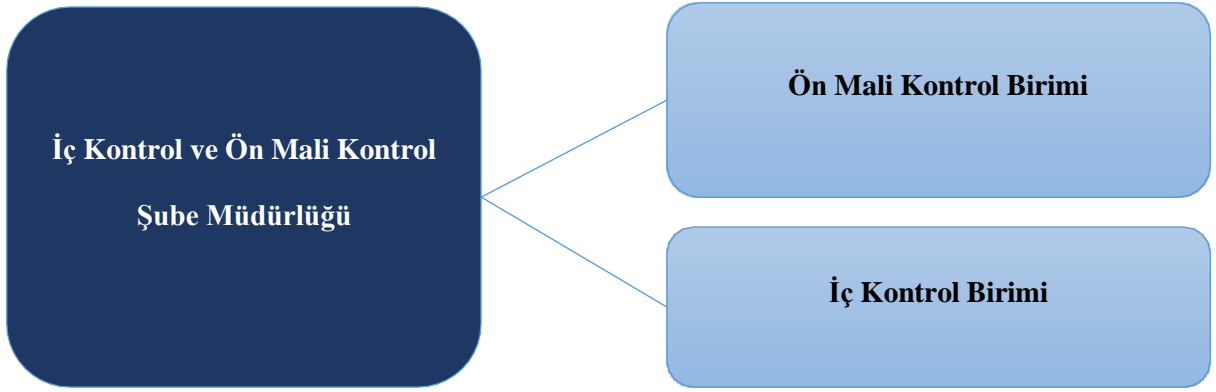 İç Kontrol ve Ön Mali Kontrol
Şube Müdürlüğü
Ön Mali Kontrol Birimi
İç Kontrol Birimi